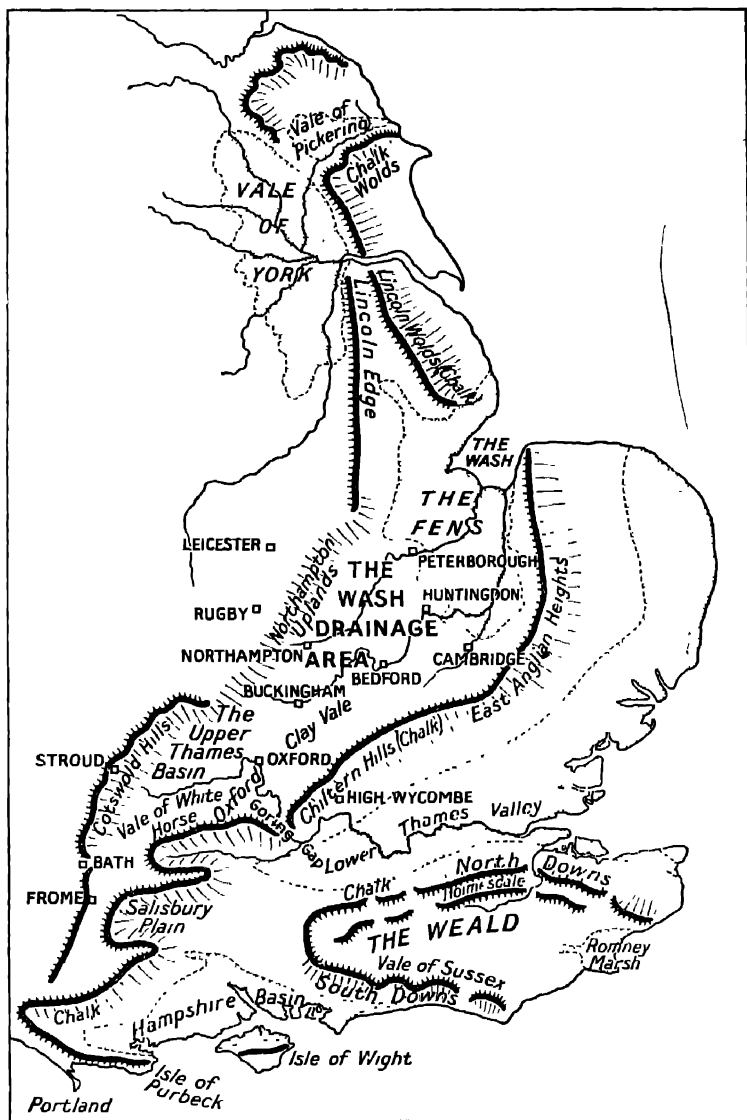 Vale of
Pickering
Chalk
Wolds
VALE
OF
YORK
Lincoln Edge
Lincoln Wolds (Chalk)
THE
WASH
THE
FENS
LEICESTER
PETERBOROUGH
Northampton
Uplands
THE
WASH
DRAINAGE
AREA
HUNTINGDON
RUGBY
NORTHAMPTON
BEDFORD
CAMBRIDGE
East Anglian Heights
BUCKINGHAM
The
Upper
Thames
Basin
Clay Vale
STROUD
Cotswold Hills
OXFORD
Chiltern Hills (Chalk)
Vale of White
Horse
Oxford
HIGH WYCOMBE
Goring
Gap
Lower Thames Valley
BATH
FROME
Salisbury
Plain
Chalk
North Downs
Holmesdale
THE WEALD
Romney
Marsh
Vale of Sussex
South Downs
Chalk
Hampshire Basin
Isle of Wight
Isle of
Purbeck
Portland